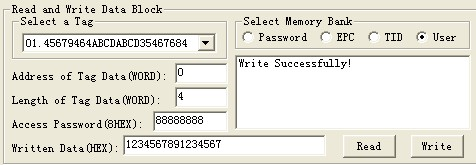 Read and Write Data Block
Select a Tag
01.45679464ABCDABCD35467684
Select Memory Bank
Password EPC TID User
Address of Tag Data(WORD): 0
Length of Tag Data(WORD): 4
Access Password(8HEX): 88888888
Write Successfully!
Written Data(HEX): 1234567891234567
Read Write